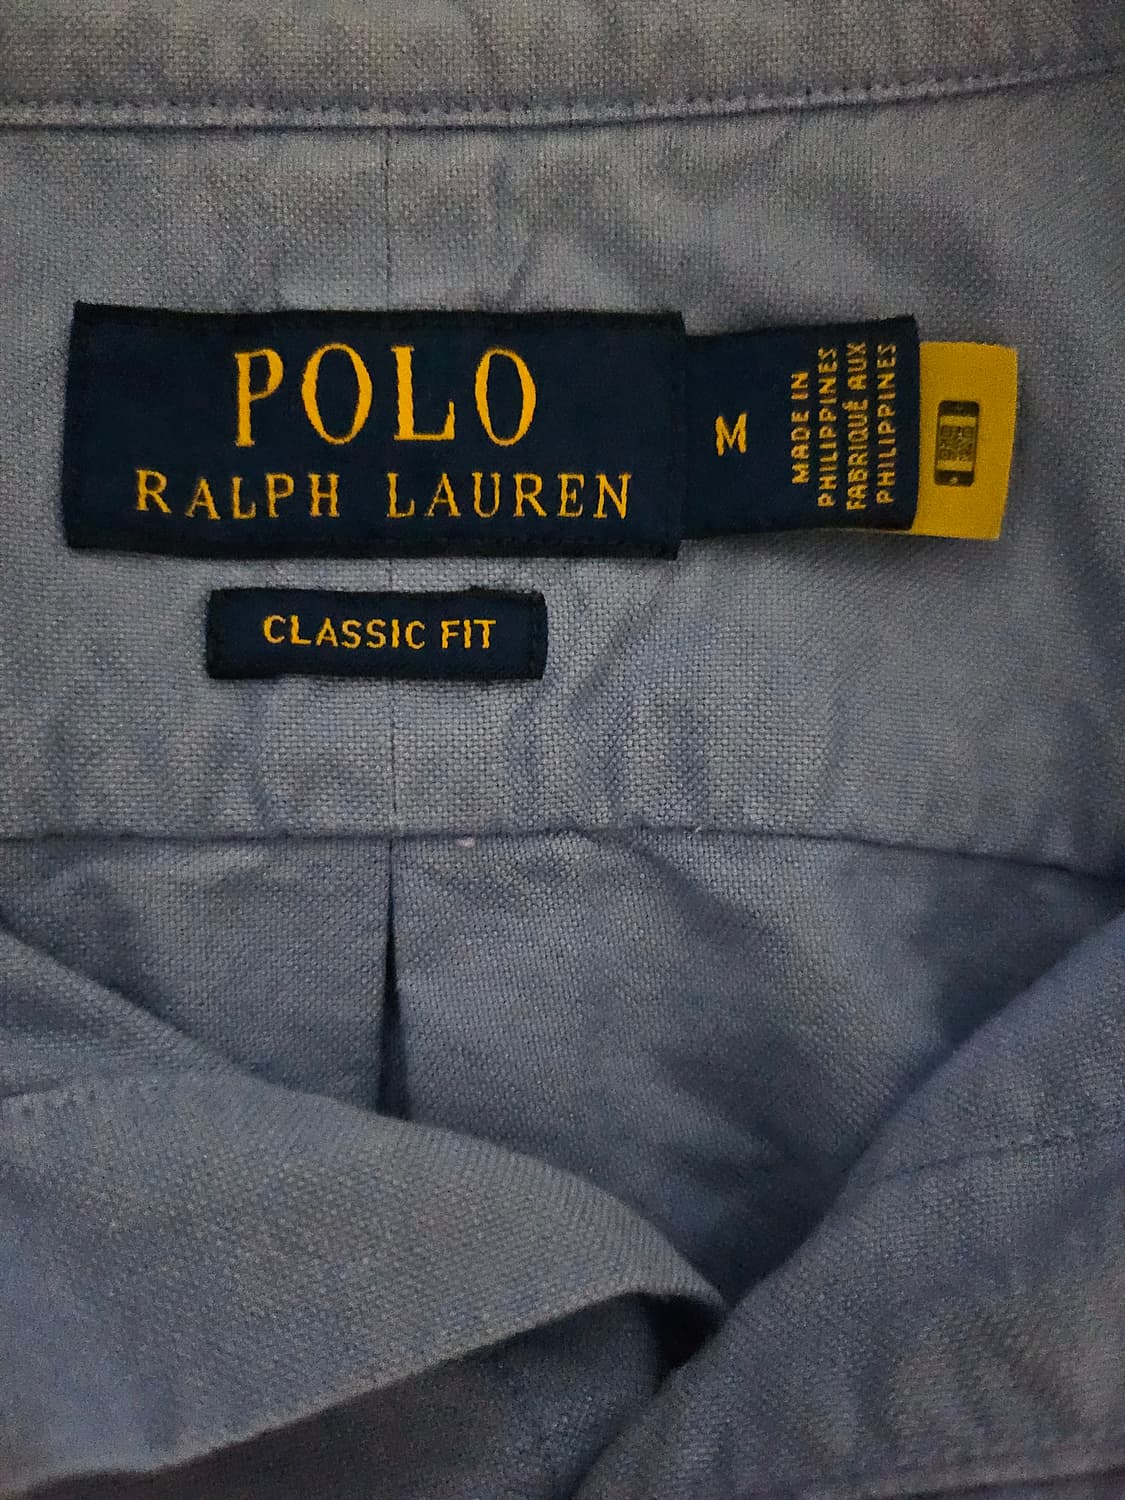 POLO
RALPH LAUREN
M
MADE IN
PHILIPPINES
FABRIQUÉ AUX
PHILIPPINES
CLASSIC FIT